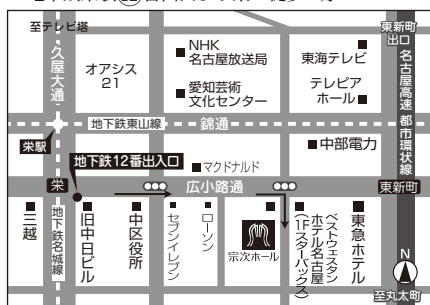 至テレビ塔
東新町
出口
久屋大通
オアシス
21
NHK
名古屋放送局
愛知芸術
文化センター
東海テレビ
テレピア
ホール
名古屋高速 都市環状線
地下鉄東山線
錦通
栄駅
中部電力
地下鉄12番出入口
マクドナルド
栄
広小路通
東新町
三越
地下鉄名城線
旧中日ビル
中区役所
セブンイレブン
ローソン
宗次ホール
ベストウェスタン
ホテル名古屋
(1Fスターバックス)
東急ホテル
N
至丸太町